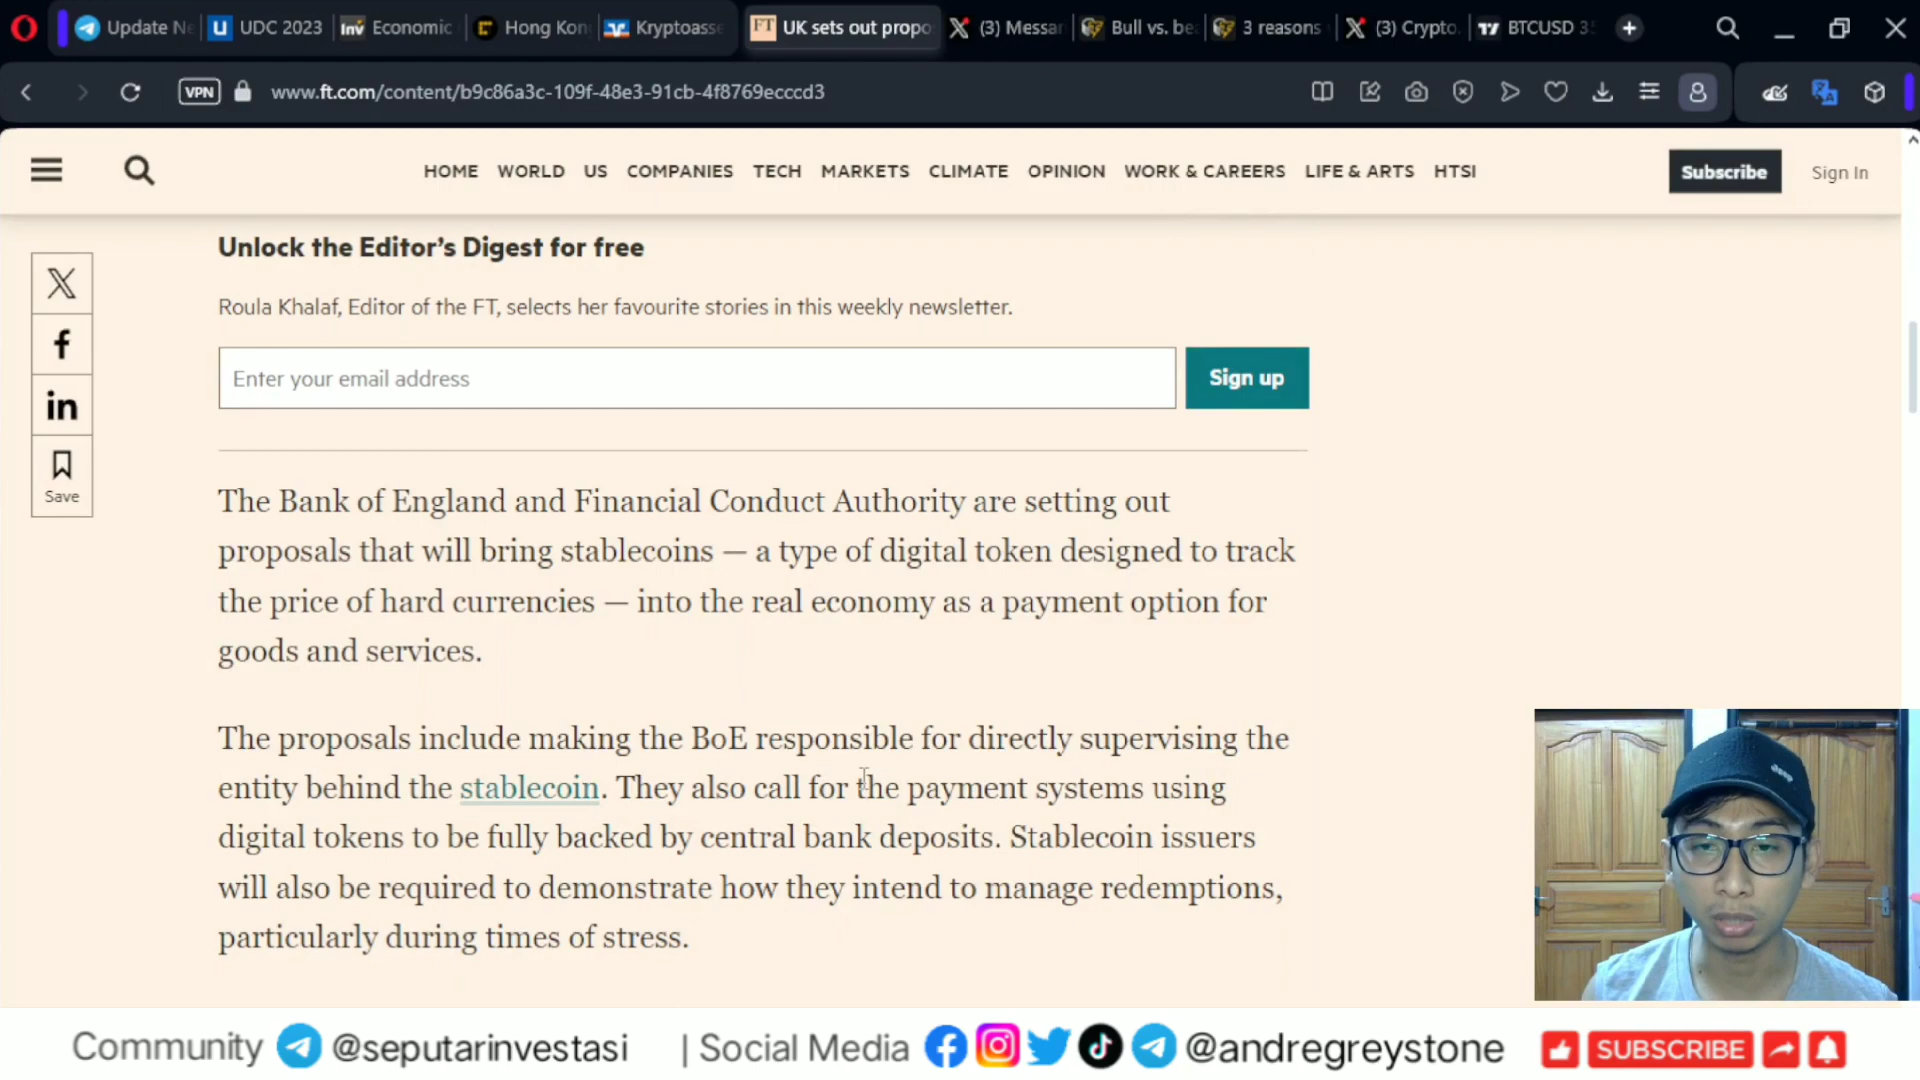 Update Ne
UDC 2023
Economic
Hong Kon
Kryptoasse
FT
UK sets out propo
(3) Messar
Bull vs. be
3 reasons
(3) Crypto.
BTCUSD 3
VPN
www.ft.com/content/b9c86a3c-109f-48e3-91cb-4f8769ecccd3
HOME WORLD US COMPANIES TECH MARKETS CLIMATE OPINION WORK & CAREERS LIFE & ARTS HTSI
Subscribe
Sign In
Unlock the Editor’s Digest for free
Roula Khalaf, Editor of the FT, selects her favourite stories in this weekly newsletter.
Enter your email address
Sign up
Save
The Bank of England and Financial Conduct Authority are setting out
proposals that will bring stablecoins — a type of digital token designed to track
the price of hard currencies — into the real economy as a payment option for
goods and services.
The proposals include making the BoE responsible for directly supervising the
entity behind the stablecoin. They also call for the payment systems using
digital tokens to be fully backed by central bank deposits. Stablecoin issuers
will also be required to demonstrate how they intend to manage redemptions,
particularly during times of stress.
Community @seputarinvestasi | Social Media @andregreystone SUBSCRIBE